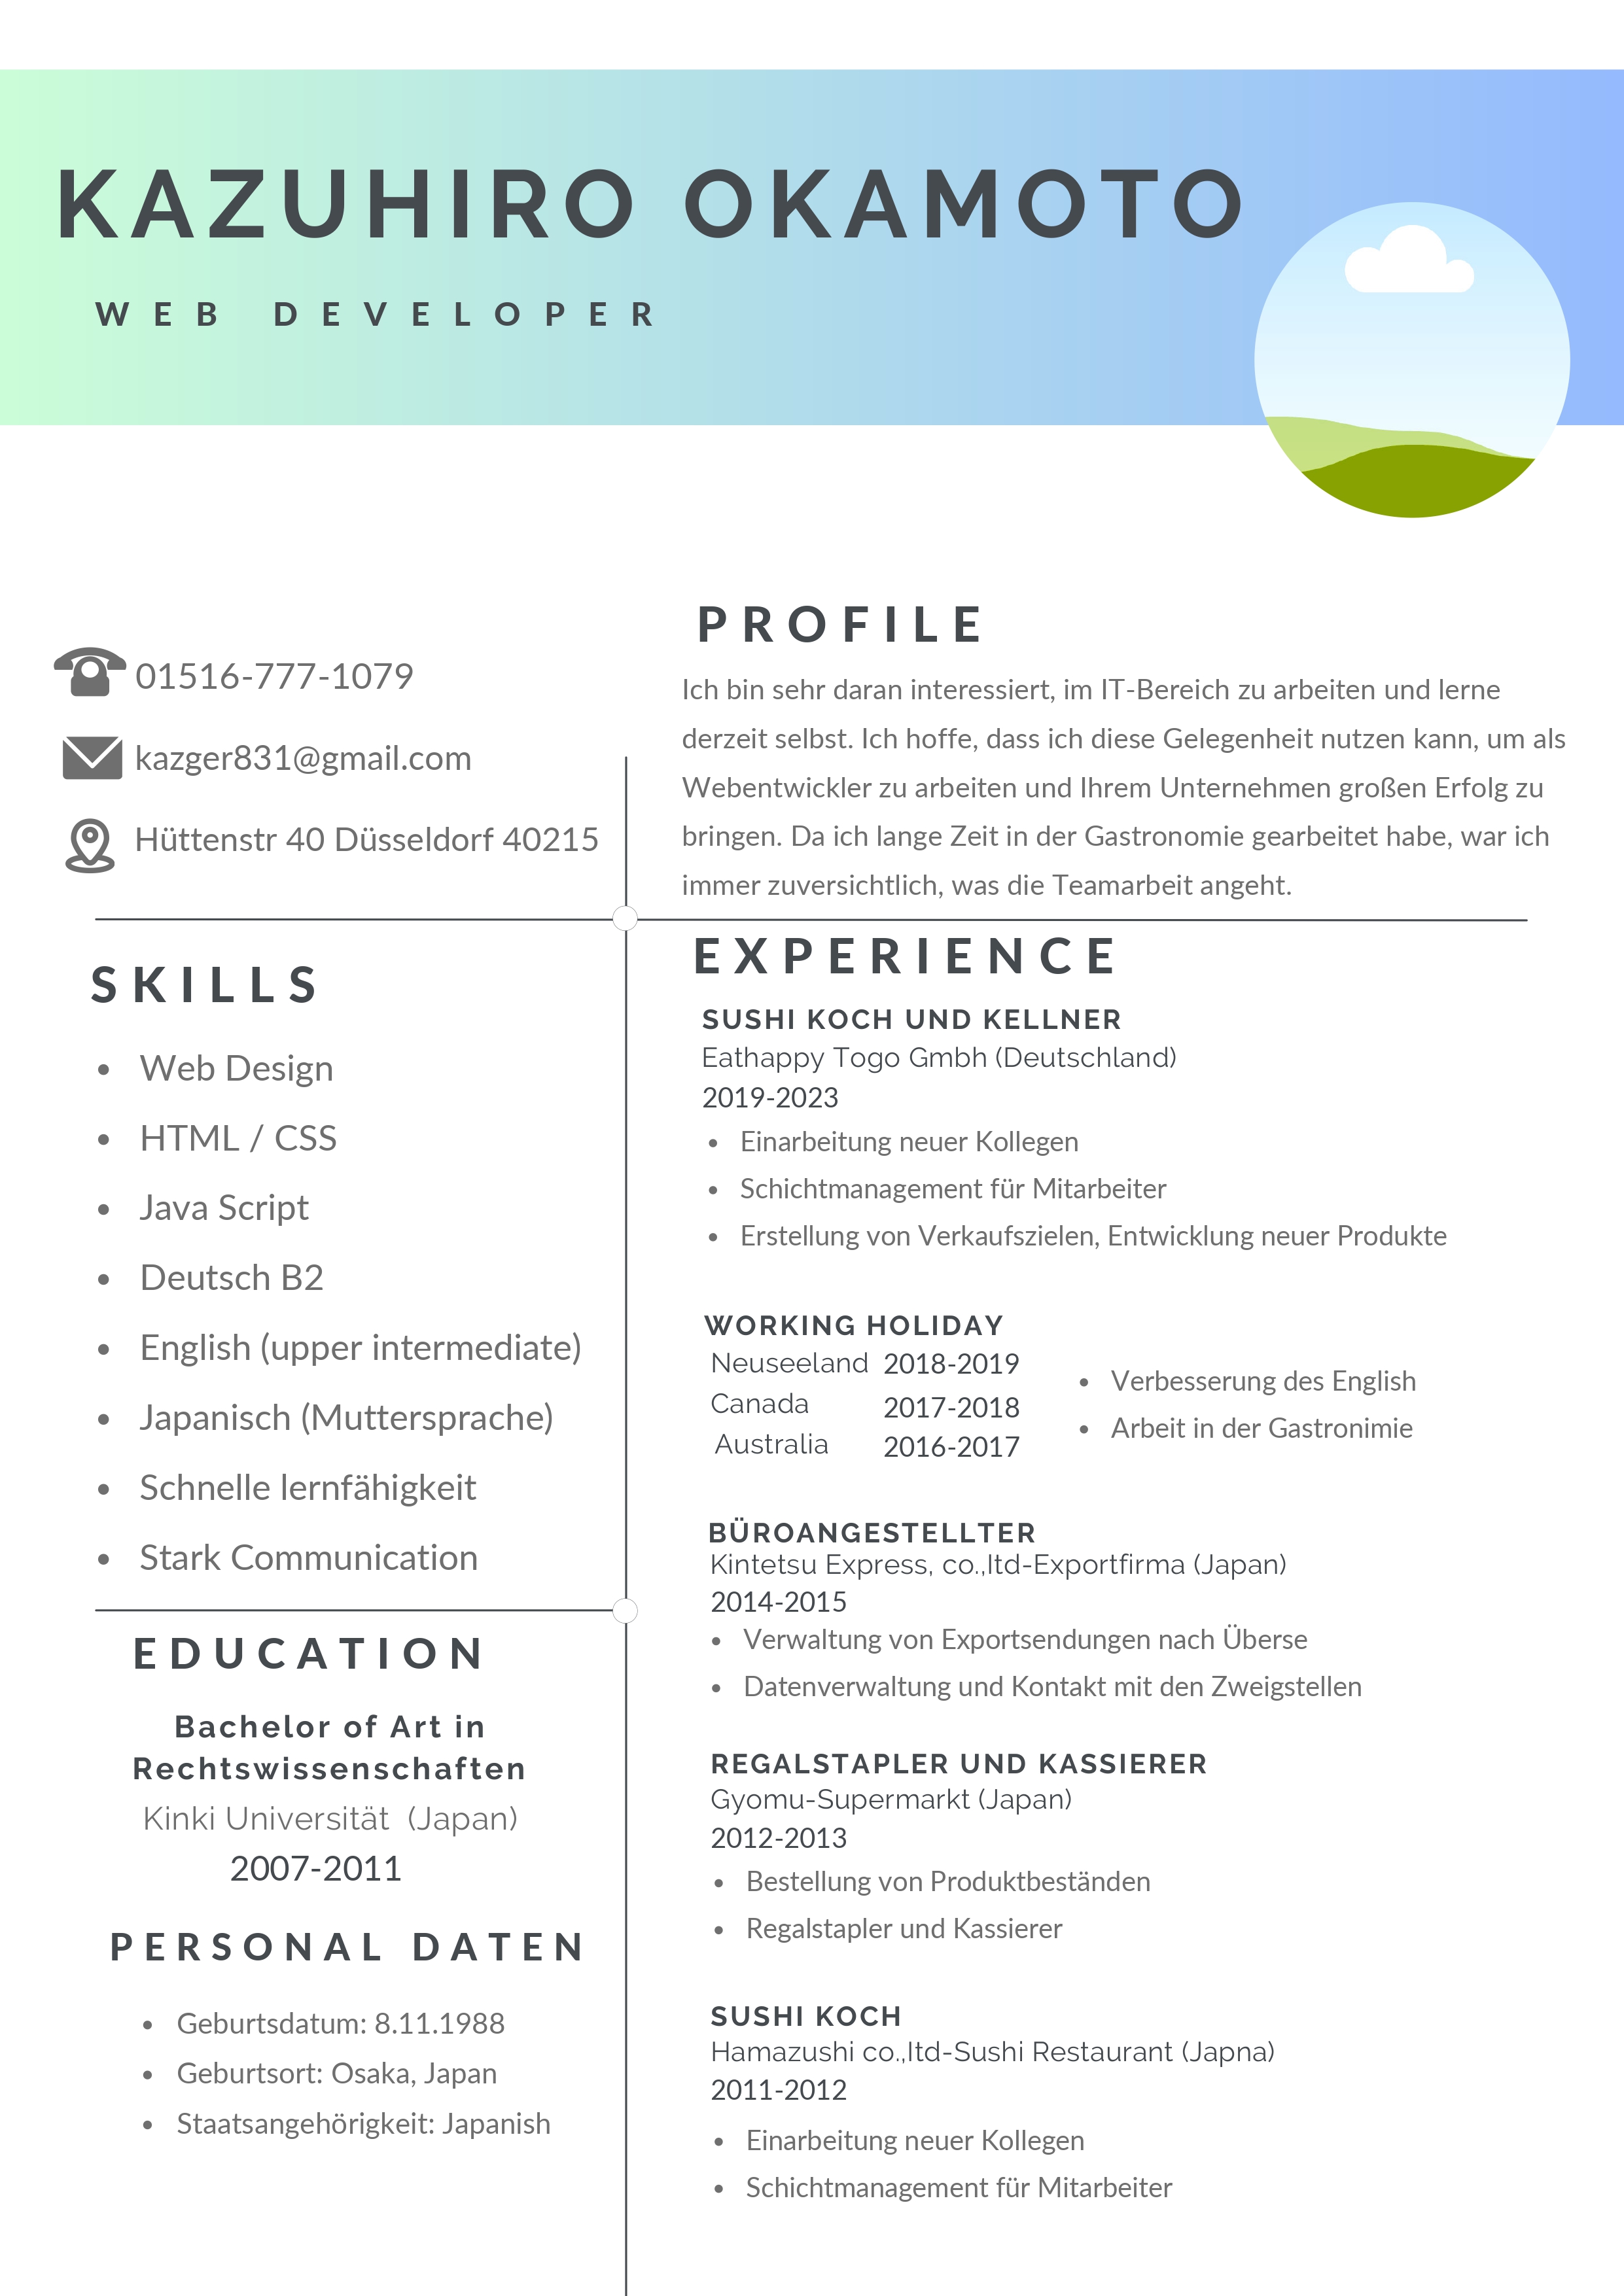 KAZUHIRO OKAMOTO
WEB DEVELOPER
01516-777-1079
kazger831@gmail.com
Hüttenstr 40 Düsseldorf 40215
PROFILE
Ich bin sehr daran interessiert, im IT-Bereich zu arbeiten und lerne
derzeit selbst. Ich hoffe, dass ich diese Gelegenheit nutzen kann, um als
Webentwickler zu arbeiten und Ihrem Unternehmen großen Erfolg zu
bringen. Da ich lange Zeit in der Gastronomie gearbeitet habe, war ich
immer zuversichtlich, was die Teamarbeit angeht.
SKILLS
• Web Design
• HTML / CSS
• Java Script
• Deutsch B2
• English (upper intermediate)
• Japanisch (Muttersprache)
• Schnelle lernfähigkeit
• Stark Communication
EDUCATION
Bachelor of Art in
Rechtswissenschaften
Kinki Universität (Japan)
2007-2011
PERSONAL DATEN
• Geburtsdatum: 8.11.1988
• Geburtsort: Osaka, Japan
• Staatsangehörigkeit: Japanish
EXPERIENCE
SUSHI KOCH UND KELLNER
Eathappy Togo Gmbh (Deutschland)
2019-2023
• Einarbeitung neuer Kollegen
• Schichtmanagement für Mitarbeiter
• Erstellung von Verkaufszielen, Entwicklung neuer Produkte
WORKING HOLIDAY
Neuseeland 2018-2019
Canada 2017-2018
Australia 2016-2017
• Verbesserung des English
• Arbeit in der Gastronimie
BÜROANGESTELLTER
Kintetsu Express, co.,ltd-Exportfirma (Japan)
2014-2015
• Verwaltung von Exportsendungen nach Überse
• Datenverwaltung und Kontakt mit den Zweigstellen
REGALSTAPLER UND KASSIERER
Gyomu-Supermarkt (Japan)
2012-2013
• Bestellung von Produktbeständen
• Regalstapler und Kassierer
SUSHI KOCH
Hamazushi co.,ltd-Sushi Restaurant (Japna)
2011-2012
• Einarbeitung neuer Kollegen
• Schichtmanagement für Mitarbeiter